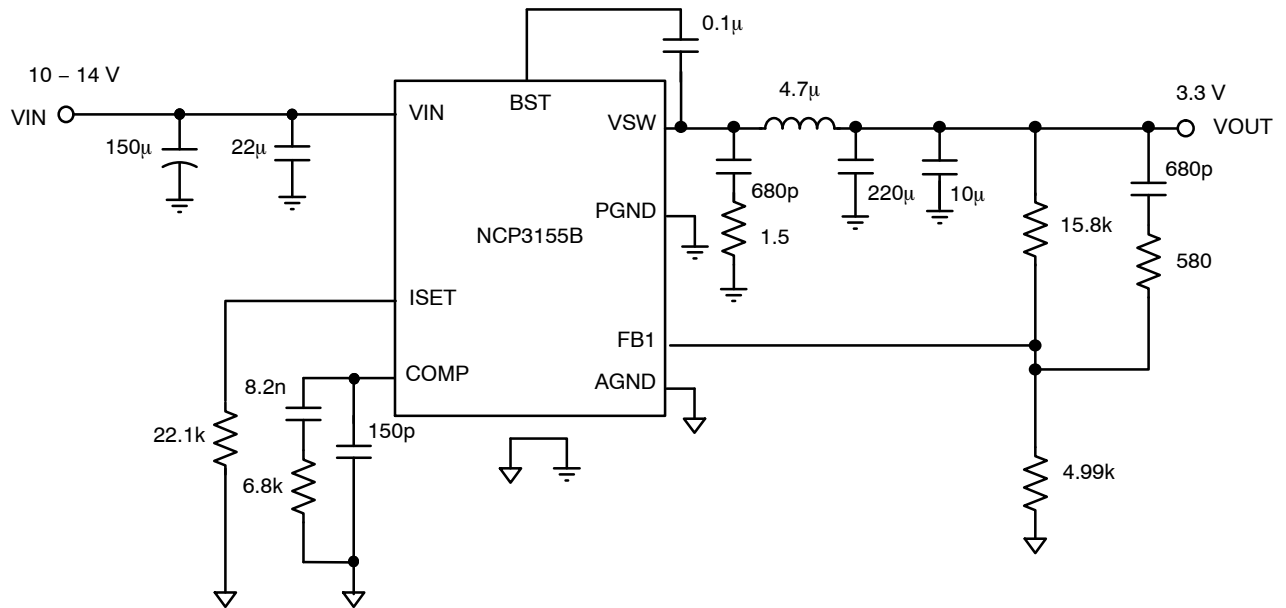 0.1μ
10 – 14 V
VIN
150μ
22μ
VIN
BST
VSW
4.7μ
3.3 V
VOUT
680p
1.5
220μ
10μ
15.8k
680p
580
PGND
NCP3155B
ISET
FB1
COMP
AGND
8.2n
150p
22.1k
6.8k
4.99k